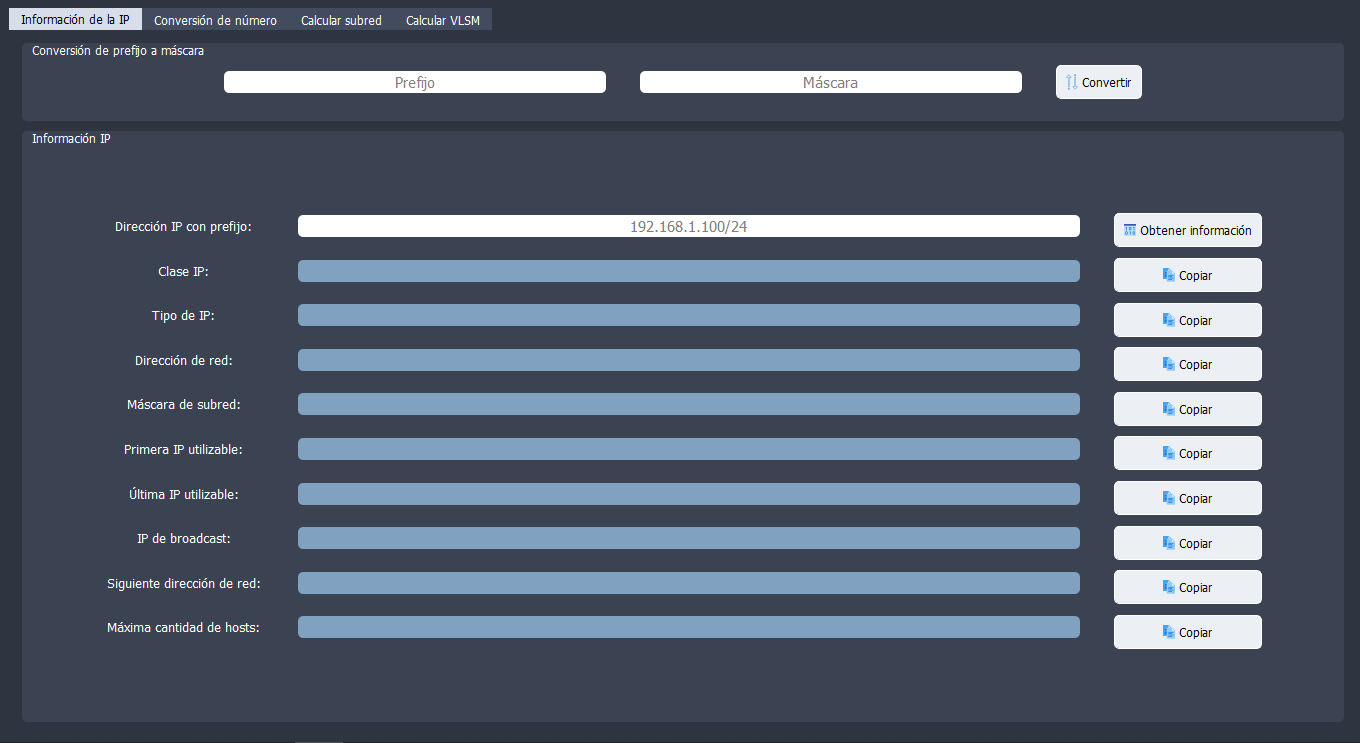 Información de la IP Conversión de número Calcular subred Calcular VLSM
Conversión de prefijo a máscara
Prefijo Máscara Convertir
Información IP
Dirección IP con prefijo: 192.168.1.100/24 Obtener información
Clase IP: Copiar
Tipo de IP: Copiar
Dirección de red: Copiar
Máscara de subred: Copiar
Primera IP utilizable: Copiar
Última IP utilizable: Copiar
IP de broadcast: Copiar
Siguiente dirección de red: Copiar
Máxima cantidad de hosts: Copiar